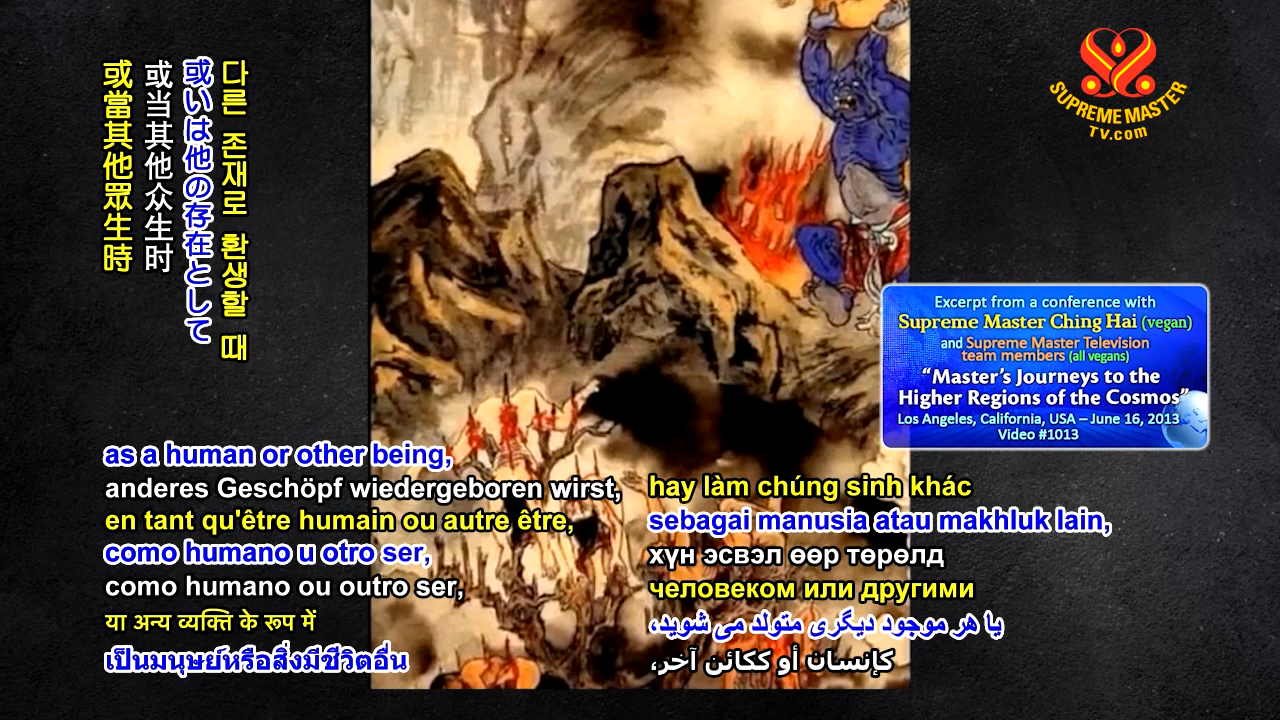 或當其他眾生時
或当其他众生时
或いは他の存在として
다른 존재로 환생할 때
SUPREME MASTER
TV.com
Excerpt from a conference with
Supreme Master Ching Hai (vegan)
and Supreme Master Television
team members (all vegans)
“Master’s Journeys to the
Higher Regions of the Cosmos”
Los Angeles, California, USA – June 16, 2013
Video #1013
as a human or other being,
anderes Geschöpf wiedergeboren wirst,
en tant qu'être humain ou autre être,
como humano u otro ser,
como humano ou outro ser,
या अन्य व्यक्ति के रूप में
เป็นมนุษย์หรือสิ่งมีชีวิตอื่น
hay làm chúng sinh khác
sebagai manusia atau makhluk lain,
хүн эсвэл өөр төрөлд
человеком или другими
یا هر موجود دیگری متولد می شوید،
كإنسان أو ككائن آخر،